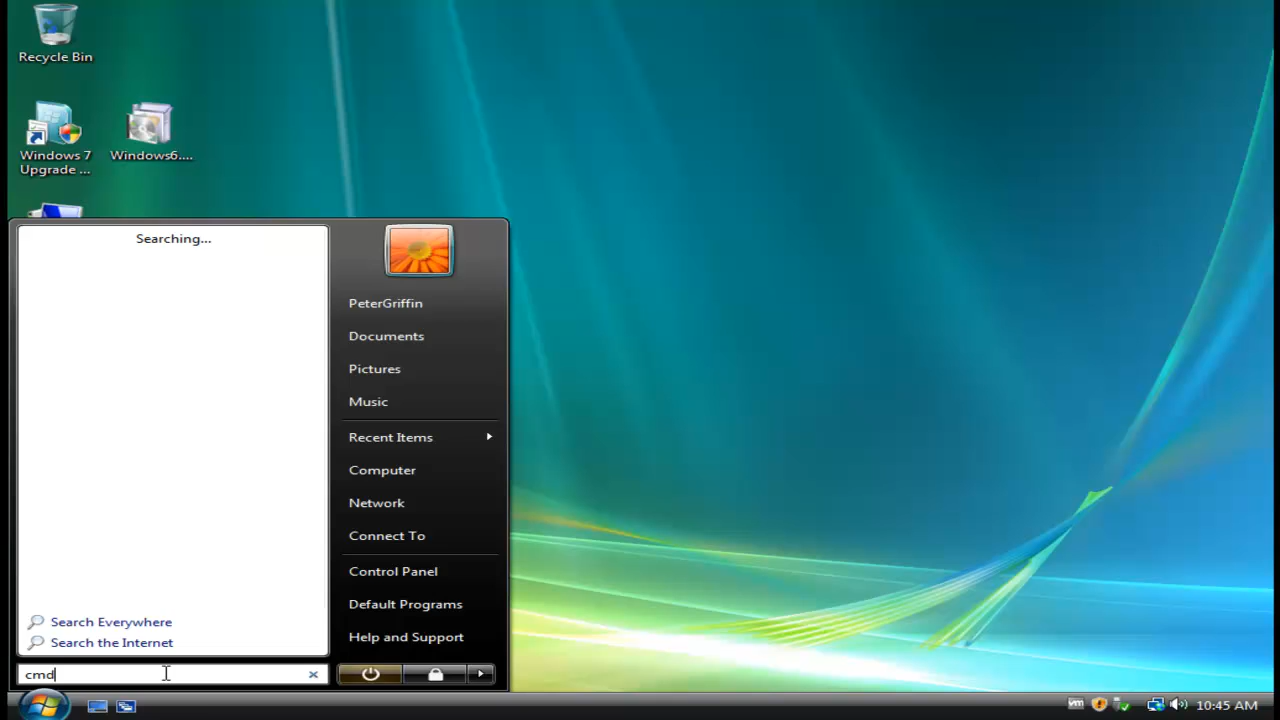 Recycle Bin
Windows 7
Upgrade ...
Windows6....
Searching...
PeterGriffin
Documents
Pictures
Music
Recent Items
Computer
Network
Connect To
Control Panel
Default Programs
Help and Support
Search Everywhere
Search the Internet
cmd
vm
10:45 AM